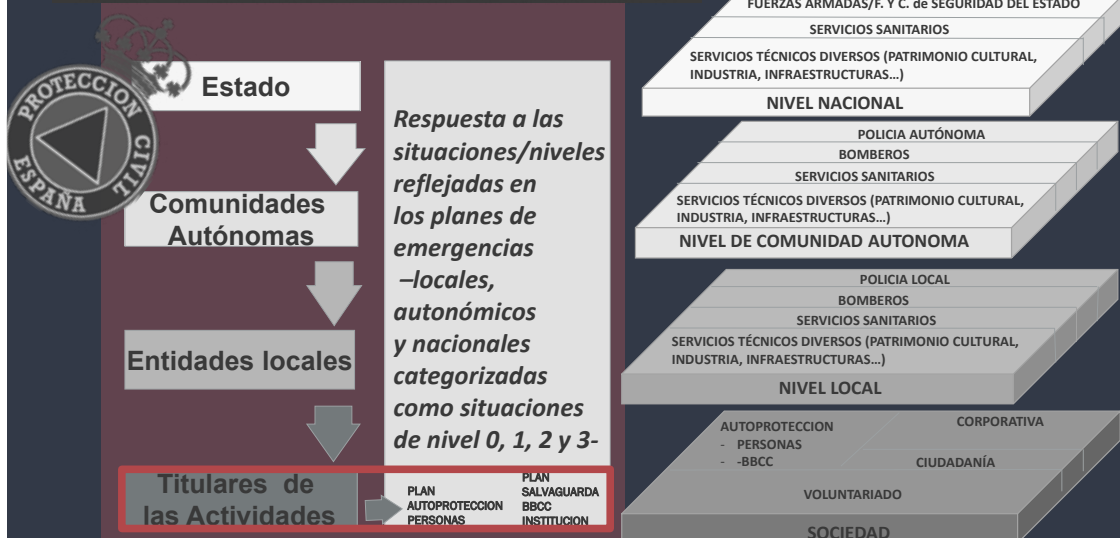 PROTECCION CIVIL
ESPAÑA
Estado
Comunidades
Autónomas
Entidades locales
Titulares de
las Actividades
Respuesta a las
situaciones/niveles
reflejadas en
los planes de
emergencias
–locales,
autonómicos
y nacionales
categorizadas
como situaciones
de nivel 0, 1, 2 y 3-
PLAN
AUTOPROTECCION
PERSONAS
PLAN
SALVAGUARDA
BBCC
INSTITUCION
FUERZAS ARMADAS/F. Y C. de SEGURIDAD DEL ESTADO
SERVICIOS SANITARIOS
SERVICIOS TÉCNICOS DIVERSOS (PATRIMONIO CULTURAL,
INDUSTRIA, INFRAESTRUCTURAS...)
NIVEL NACIONAL
POLICIA AUTÓNOMA
BOMBEROS
SERVICIOS SANITARIOS
SERVICIOS TÉCNICOS DIVERSOS (PATRIMONIO CULTURAL,
INDUSTRIA, INFRAESTRUCTURAS...)
NIVEL DE COMUNIDAD AUTONOMA
POLICIA LOCAL
BOMBEROS
SERVICIOS SANITARIOS
SERVICIOS TÉCNICOS DIVERSOS (PATRIMONIO CULTURAL,
INDUSTRIA, INFRAESTRUCTURAS...)
NIVEL LOCAL
AUTOPROTECCION
- PERSONAS
- -BBCC
CORPORATIVA
CIUDADANÍA
VOLUNTARIADO
SOCIEDAD